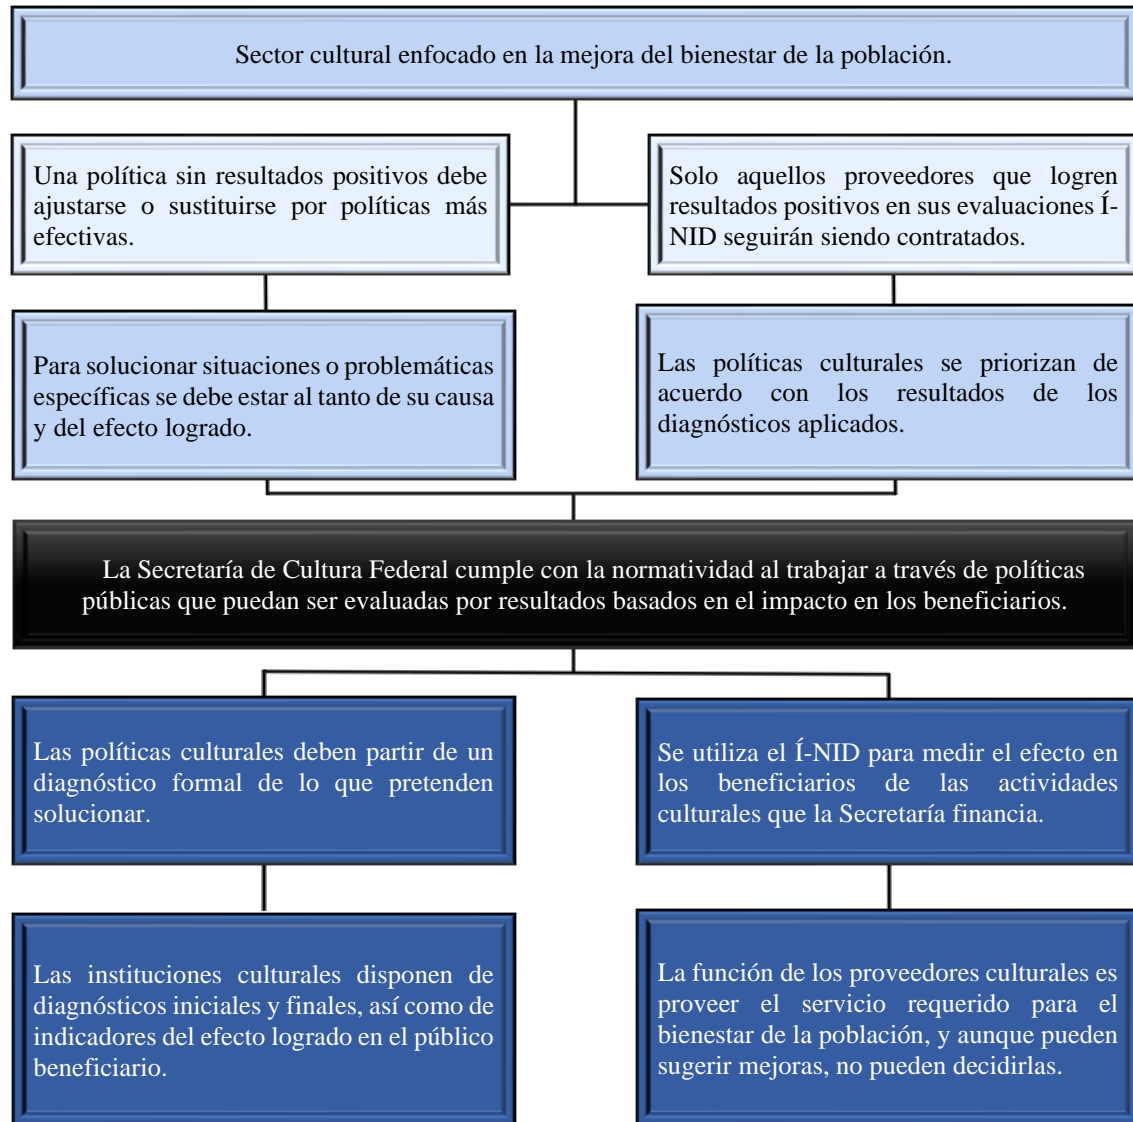 Sector cultural enfocado en la mejora del bienestar de la población.
Una política sin resultados positivos debe
ajustarse o sustituirse por políticas más
efectivas.
Solo aquellos proveedores que logren
resultados positivos en sus evaluaciones Í-
NID seguirán siendo contratados.
Para solucionar situaciones o problemáticas
específicas se debe estar al tanto de su causa
y del efecto logrado.
Las políticas culturales se priorizan de
acuerdo con los resultados de los
diagnósticos aplicados.
La Secretaría de Cultura Federal cumple con la normatividad al trabajar a través de políticas
públicas que puedan ser evaluadas por resultados basados en el impacto en los beneficiarios.
Las políticas culturales deben partir de un
diagnóstico formal de lo que pretenden
solucionar.
Se utiliza el Í-NID para medir el efecto en
los beneficiarios de las actividades
culturales que la Secretaría financia.
Las instituciones culturales disponen de
diagnósticos iniciales y finales, así como de
indicadores del efecto logrado en el público
beneficiario.
La función de los proveedores culturales es
proveer el servicio requerido para el
bienestar de la población, y aunque pueden
sugerir mejoras, no pueden decidirlas.